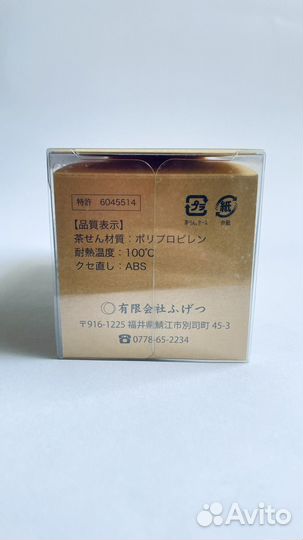 特許 6045514
プラ
紙
【品質表示】
茶せん材質：ポリプロピレン
耐熱温度：100℃
クセ直し：ABS
有限会社ふげつ
〒916-1225 福井県鯖江市別司町 45-3
☎0778-65-2234
Avito